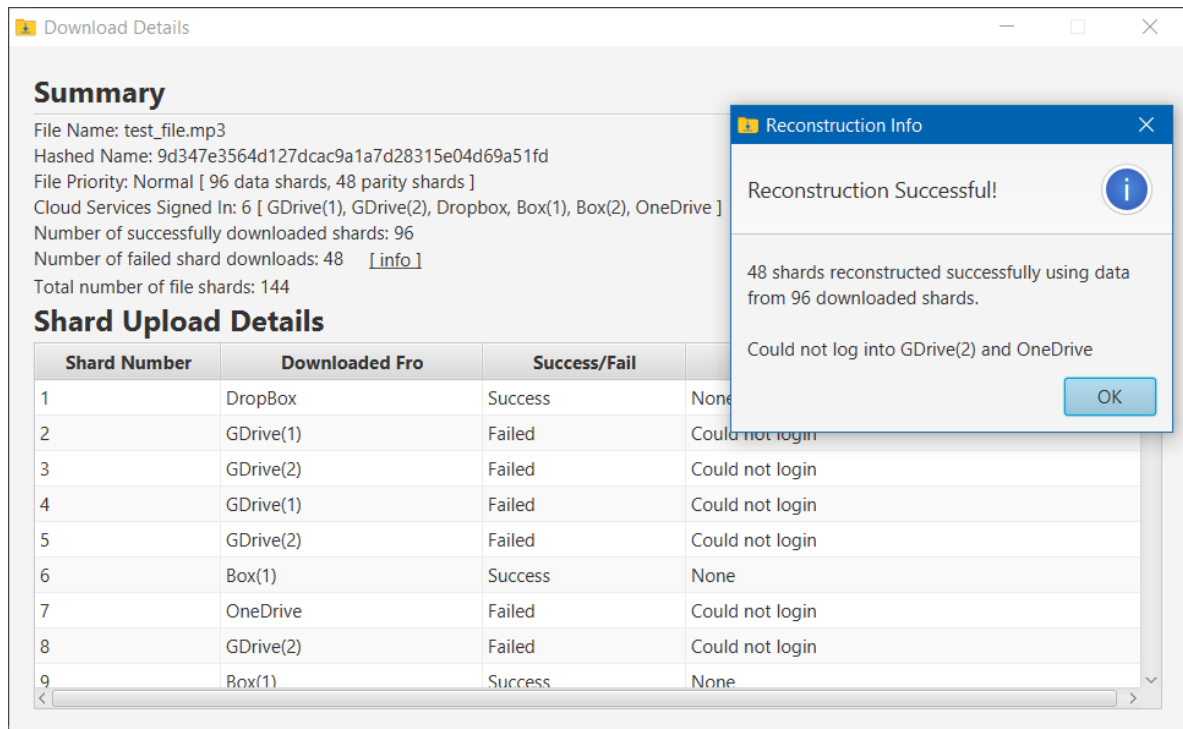 Download Details
Summary
File Name: test_file.mp3
Hashed Name: 9d347e3564d127dcac9a1a7d28315e04d69a51fd
File Priority: Normal [ 96 data shards, 48 parity shards ]
Cloud Services Signed In: 6 [ GDrive(1), GDrive(2), Dropbox, Box(1), Box(2), OneDrive ]
Number of successfully downloaded shards: 96
Number of failed shard downloads: 48 [ info ]
Total number of file shards: 144
Shard Upload Details
Shard Number Downloaded Fro Success/Fail
1 DropBox Success None
2 GDrive(1) Failed Could not login
3 GDrive(2) Failed Could not login
4 GDrive(1) Failed Could not login
5 GDrive(2) Failed Could not login
6 Box(1) Success None
7 OneDrive Failed Could not login
8 GDrive(2) Failed Could not login
9 Box(1) Success None
Reconstruction Info
Reconstruction Successful!
i
48 shards reconstructed successfully using data
from 96 downloaded shards.
Could not log into GDrive(2) and OneDrive
OK